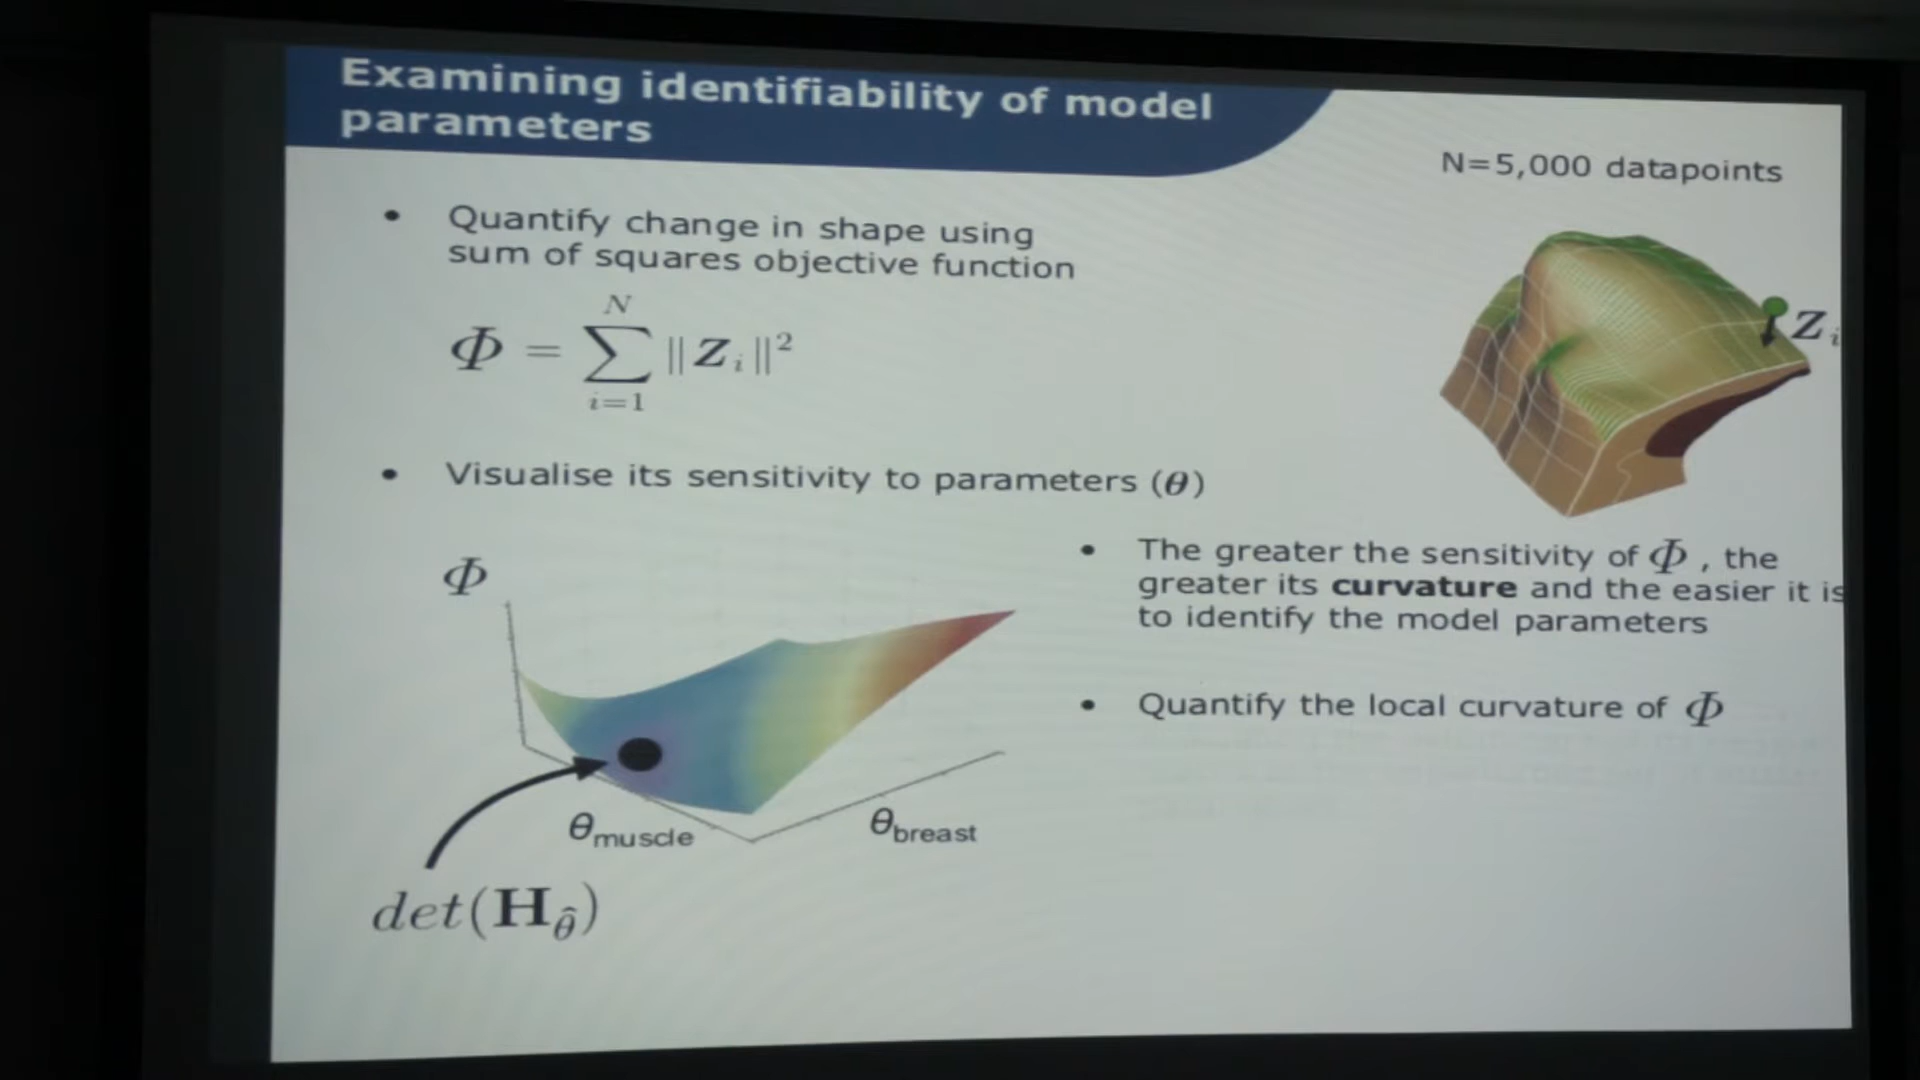 Examining identifiability of model
parameters
N=5,000 datapoints
• Quantify change in shape using
sum of squares objective function
Φ = ∑_{i=1}^{N} ‖Z_i‖²
Z_i
• Visualise its sensitivity to parameters (θ)
• The greater the sensitivity of Φ , the
greater its curvature and the easier it is
to identify the model parameters
• Quantify the local curvature of Φ
Φ
θ_muscle
θ_breast
det(H_θ̂)